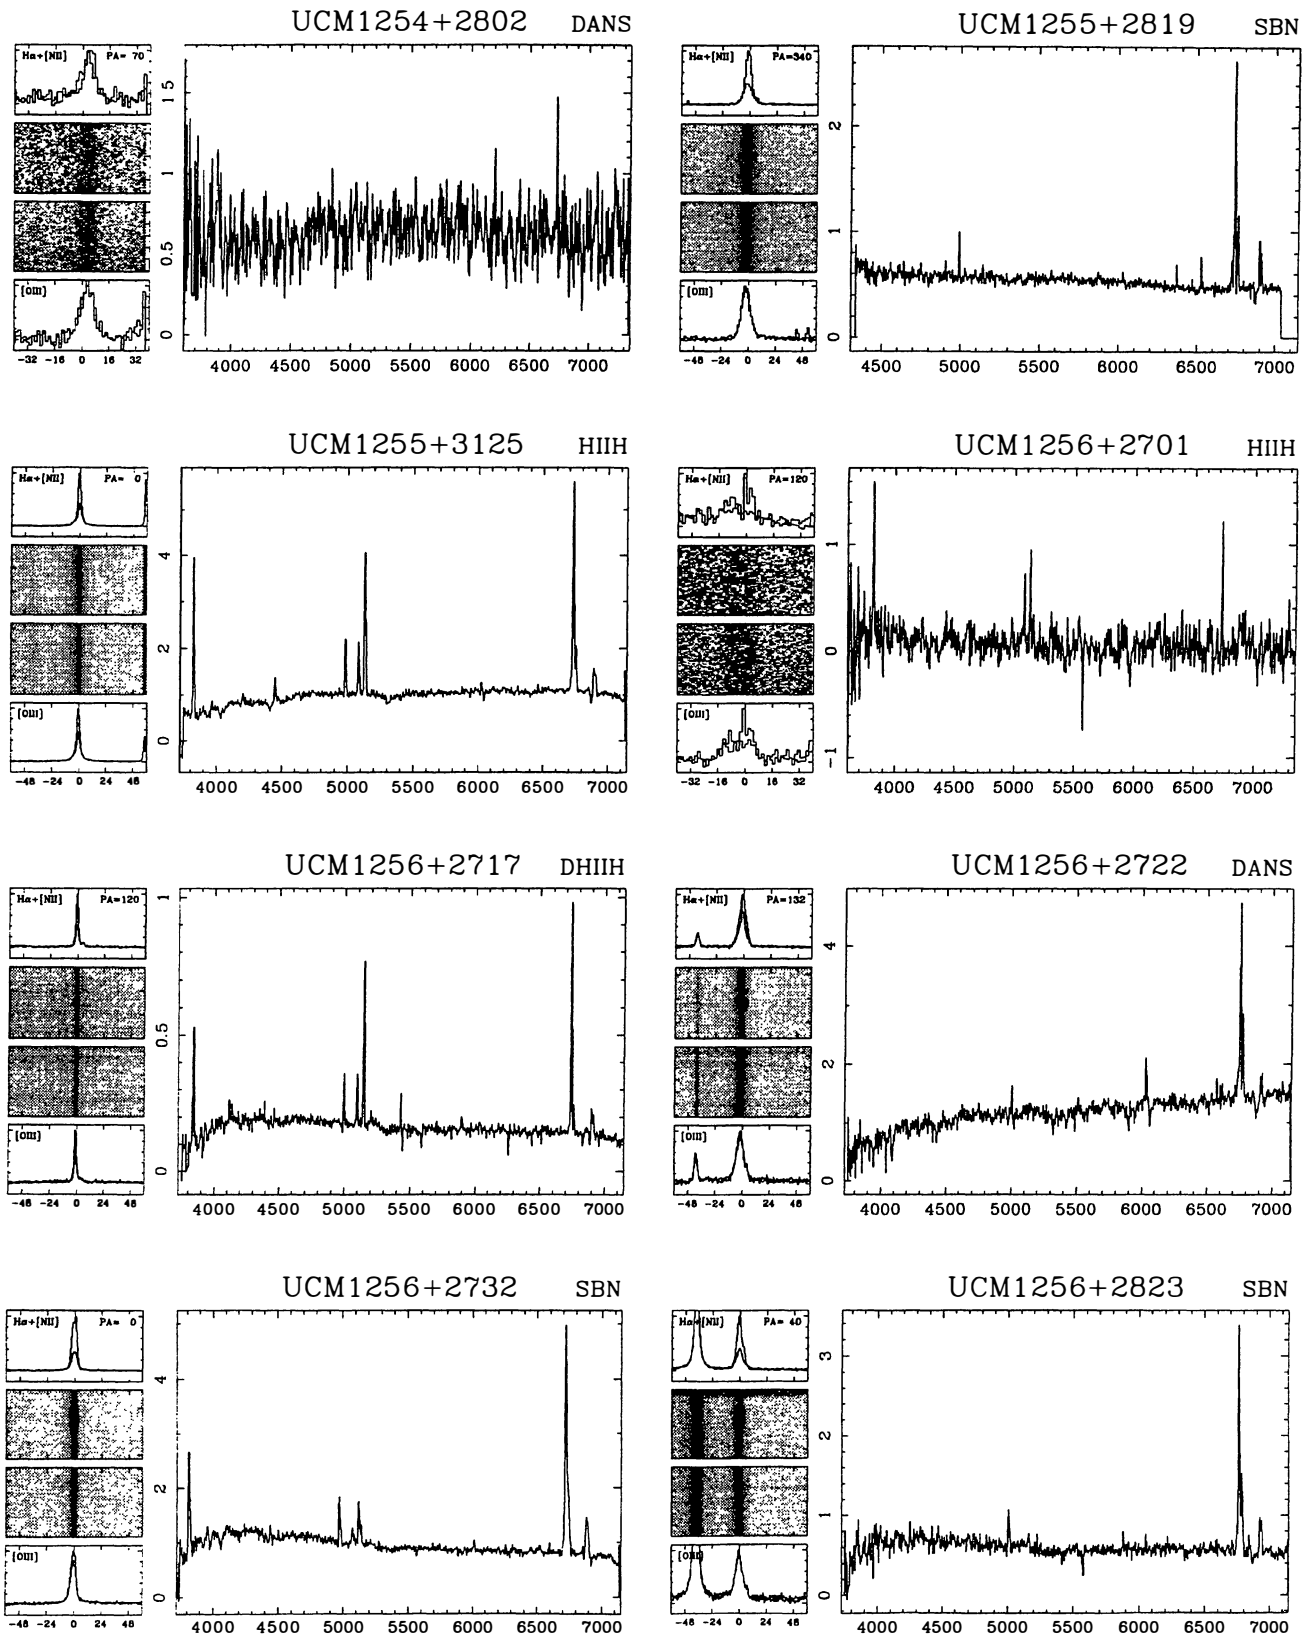 UCM1254+2802 DANS
Hα+[NII] PA= 70
0 0.5 1 1.5
[OIII]
-32 -16 0 16 32
4000 4500 5000 5500 6000 6500 7000
UCM1255+2819 SBN
Hα+[NII] PA=340
0 1 2
[OIII]
-48 -24 0 24 48
4500 5000 5500 6000 6500 7000
UCM1255+3125 HIIH
Hα+[NII] PA= 0
0 2 4
[OIII]
-48 -24 0 24 48
4000 4500 5000 5500 6000 6500 7000
UCM1256+2701 HIIH
Hα+[NII] PA=120
-1 0 1
[OIII]
-32 -16 0 16 32
4000 4500 5000 5500 6000 6500 7000
UCM1256+2717 DHIIH
Hα+[NII] PA=120
0 0.5 1
[OIII]
-48 -24 0 24 48
4000 4500 5000 5500 6000 6500 7000
UCM1256+2722 DANS
Hα+[NII] PA=132
0 2 4
[OIII]
-48 -24 0 24 48
4000 4500 5000 5500 6000 6500 7000
UCM1256+2732 SBN
Hα+[NII] PA= 0
0 2 4
[OIII]
-48 -24 0 24 48
4000 4500 5000 5500 6000 6500 7000
UCM1256+2823 SBN
Hα+[NII] PA= 40
0 1 2 3
[OIII]
-48 -24 0 24 48
4000 4500 5000 5500 6000 6500 7000